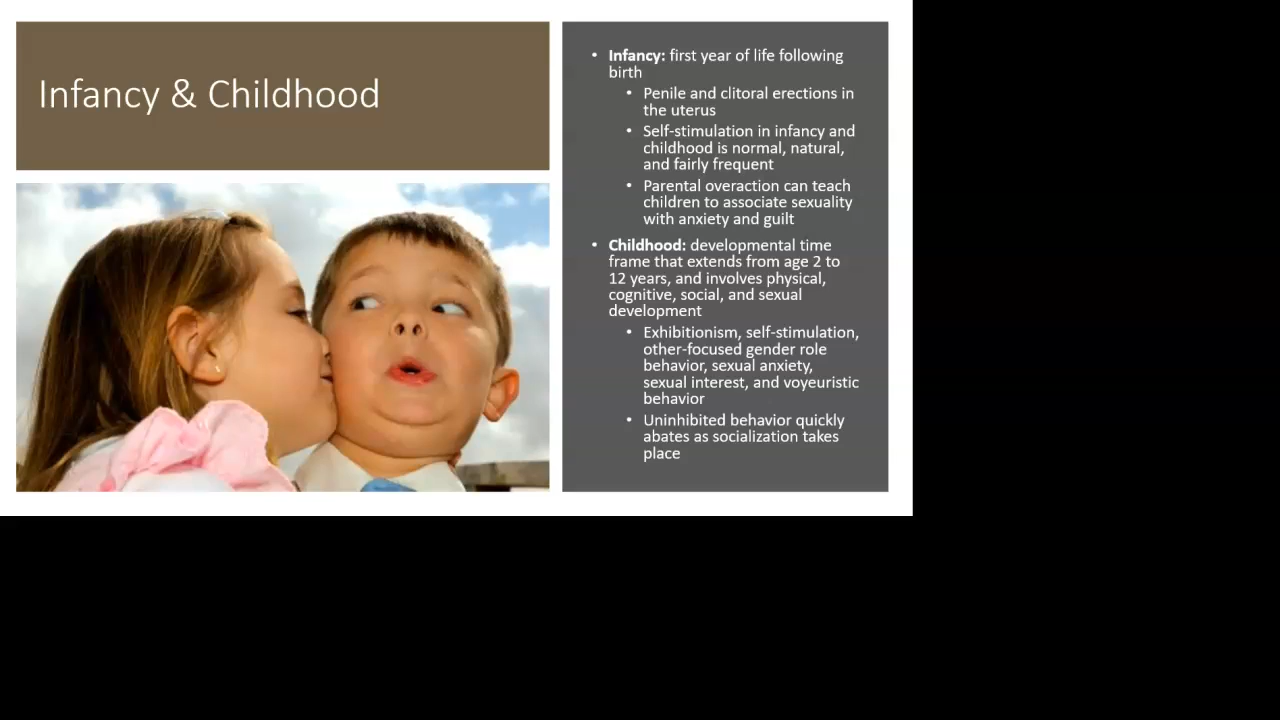 Infancy & Childhood
• Infancy: first year of life following
birth
• Penile and clitoral erections in
the uterus
• Self-stimulation in infancy and
childhood is normal, natural,
and fairly frequent
• Parental overaction can teach
children to associate sexuality
with anxiety and guilt
• Childhood: developmental time
frame that extends from age 2 to
12 years, and involves physical,
cognitive, social, and sexual
development
• Exhibitionism, self-stimulation,
other-focused gender role
behavior, sexual anxiety,
sexual interest, and voyeuristic
behavior
• Uninhibited behavior quickly
abates as socialization takes
place